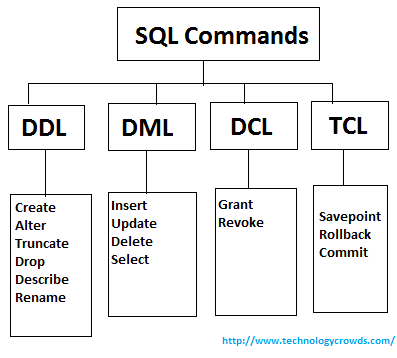 SQL Commands
DDL
DML
DCL
TCL
Create
Alter
Truncate
Drop
Describe
Rename
Insert
Update
Delete
Select
Grant
Revoke
Savepoint
Rollback
Commit
http://www.technologycrowds.com/